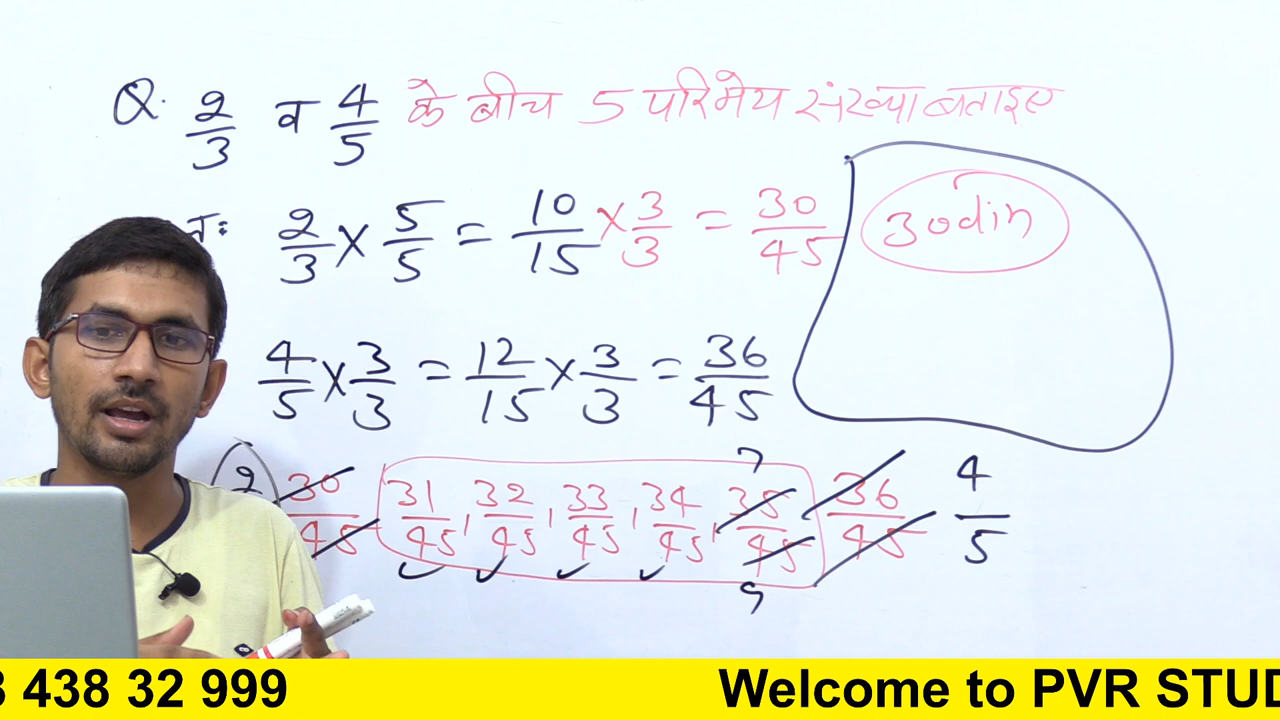 Q. 2/3 व 4/5 के बीच 5 परिमेय संख्या बताइए
2/3 × 5/5 = 10/15 × 3/3 = 30/45
30din
4/5 × 3/3 = 12/15 × 3/3 = 36/45
2 30/45 31/45, 32/45, 33/45, 34/45, 35/45 36/45 4/5
7
9
438 32 999
Welcome to PVR STUD